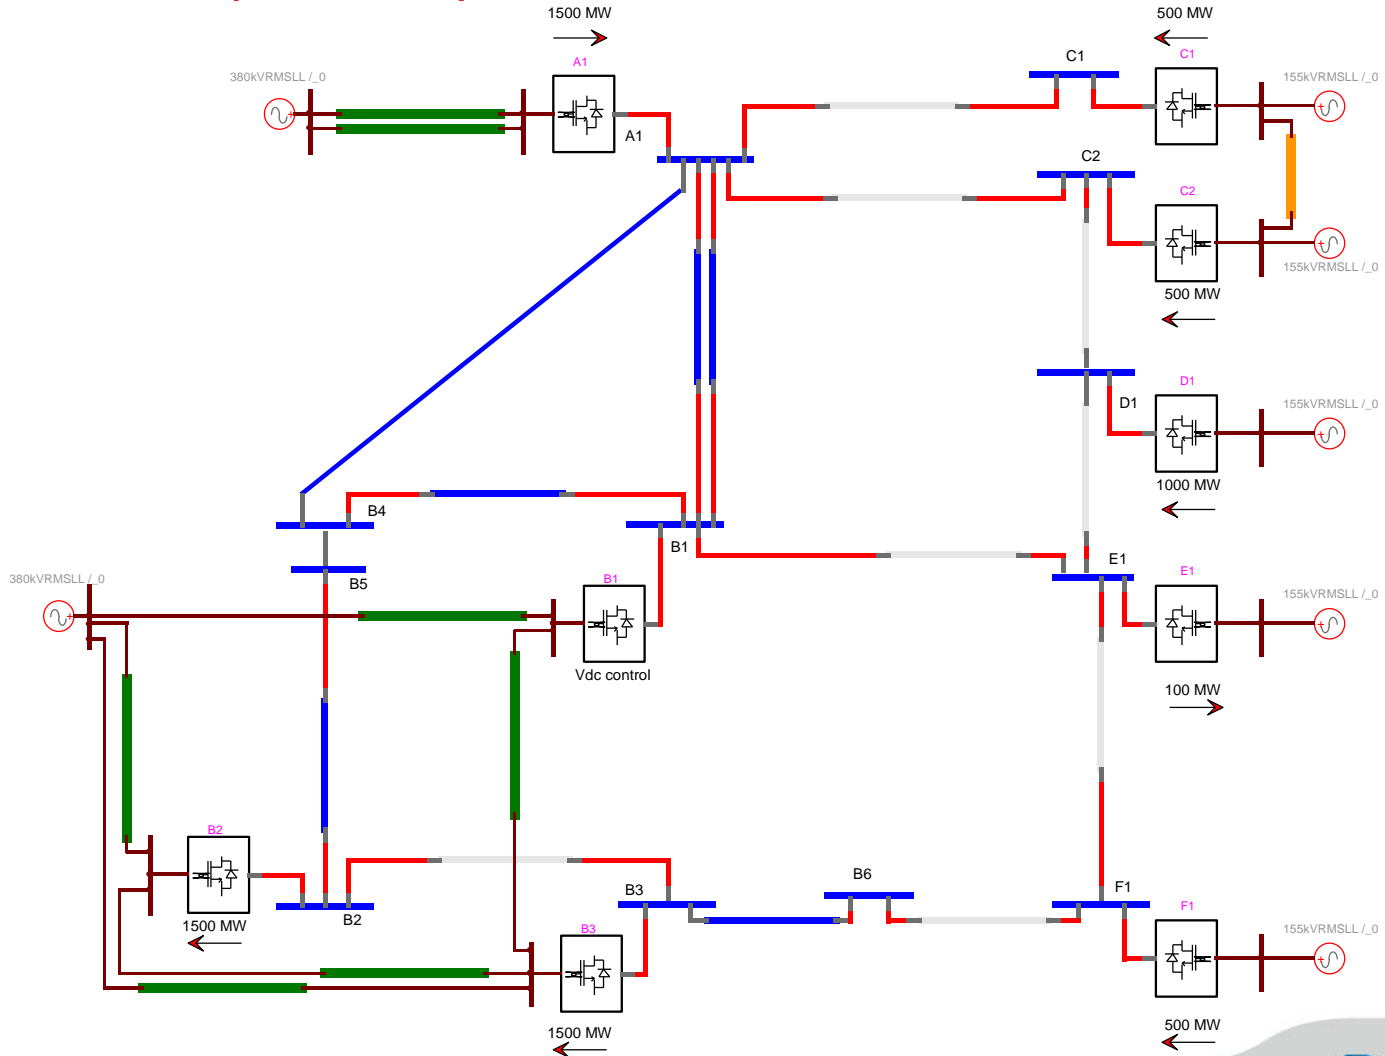 1500 MW
500 MW
A1
C1
C1
380kVRMSLL /_0
155kVRMSLL /_0
A1
C2
C2
155kVRMSLL /_0
500 MW
D1
D1
155kVRMSLL /_0
1000 MW
B4
B1
E1
E1
B5
B1
380kVRMSLL /_0
155kVRMSLL /_0
Vdc control
100 MW
B2
B6
B3
F1
F1
B2
1500 MW
B3
155kVRMSLL /_0
1500 MW
500 MW